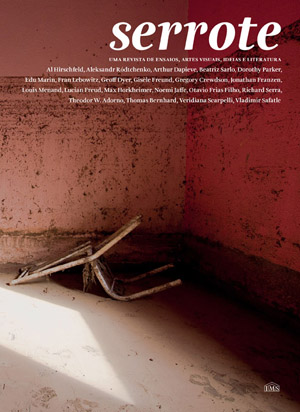 serrote
UMA REVISTA DE ENSAIOS, ARTES VISUAIS, IDEIAS E LITERATURA
Al Hirschfeld, Aleksandr Ródtchenko, Arthur Dapieve, Beatriz Sarlo, Dorothy Parker,
Edu Marin, Fran Lebowitz, Geoff Dyer, Gisèle Freund, Gregory Crewdson, Jonathan Franzen,
Louis Menand, Lucian Freud, Max Horkheimer, Noemi Jaffe, Otavio Frias Filho, Richard Serra,
Theodor W. Adorno, Thomas Bernhard, Veridiana Scarpelli, Vladimir Safatle
IMS